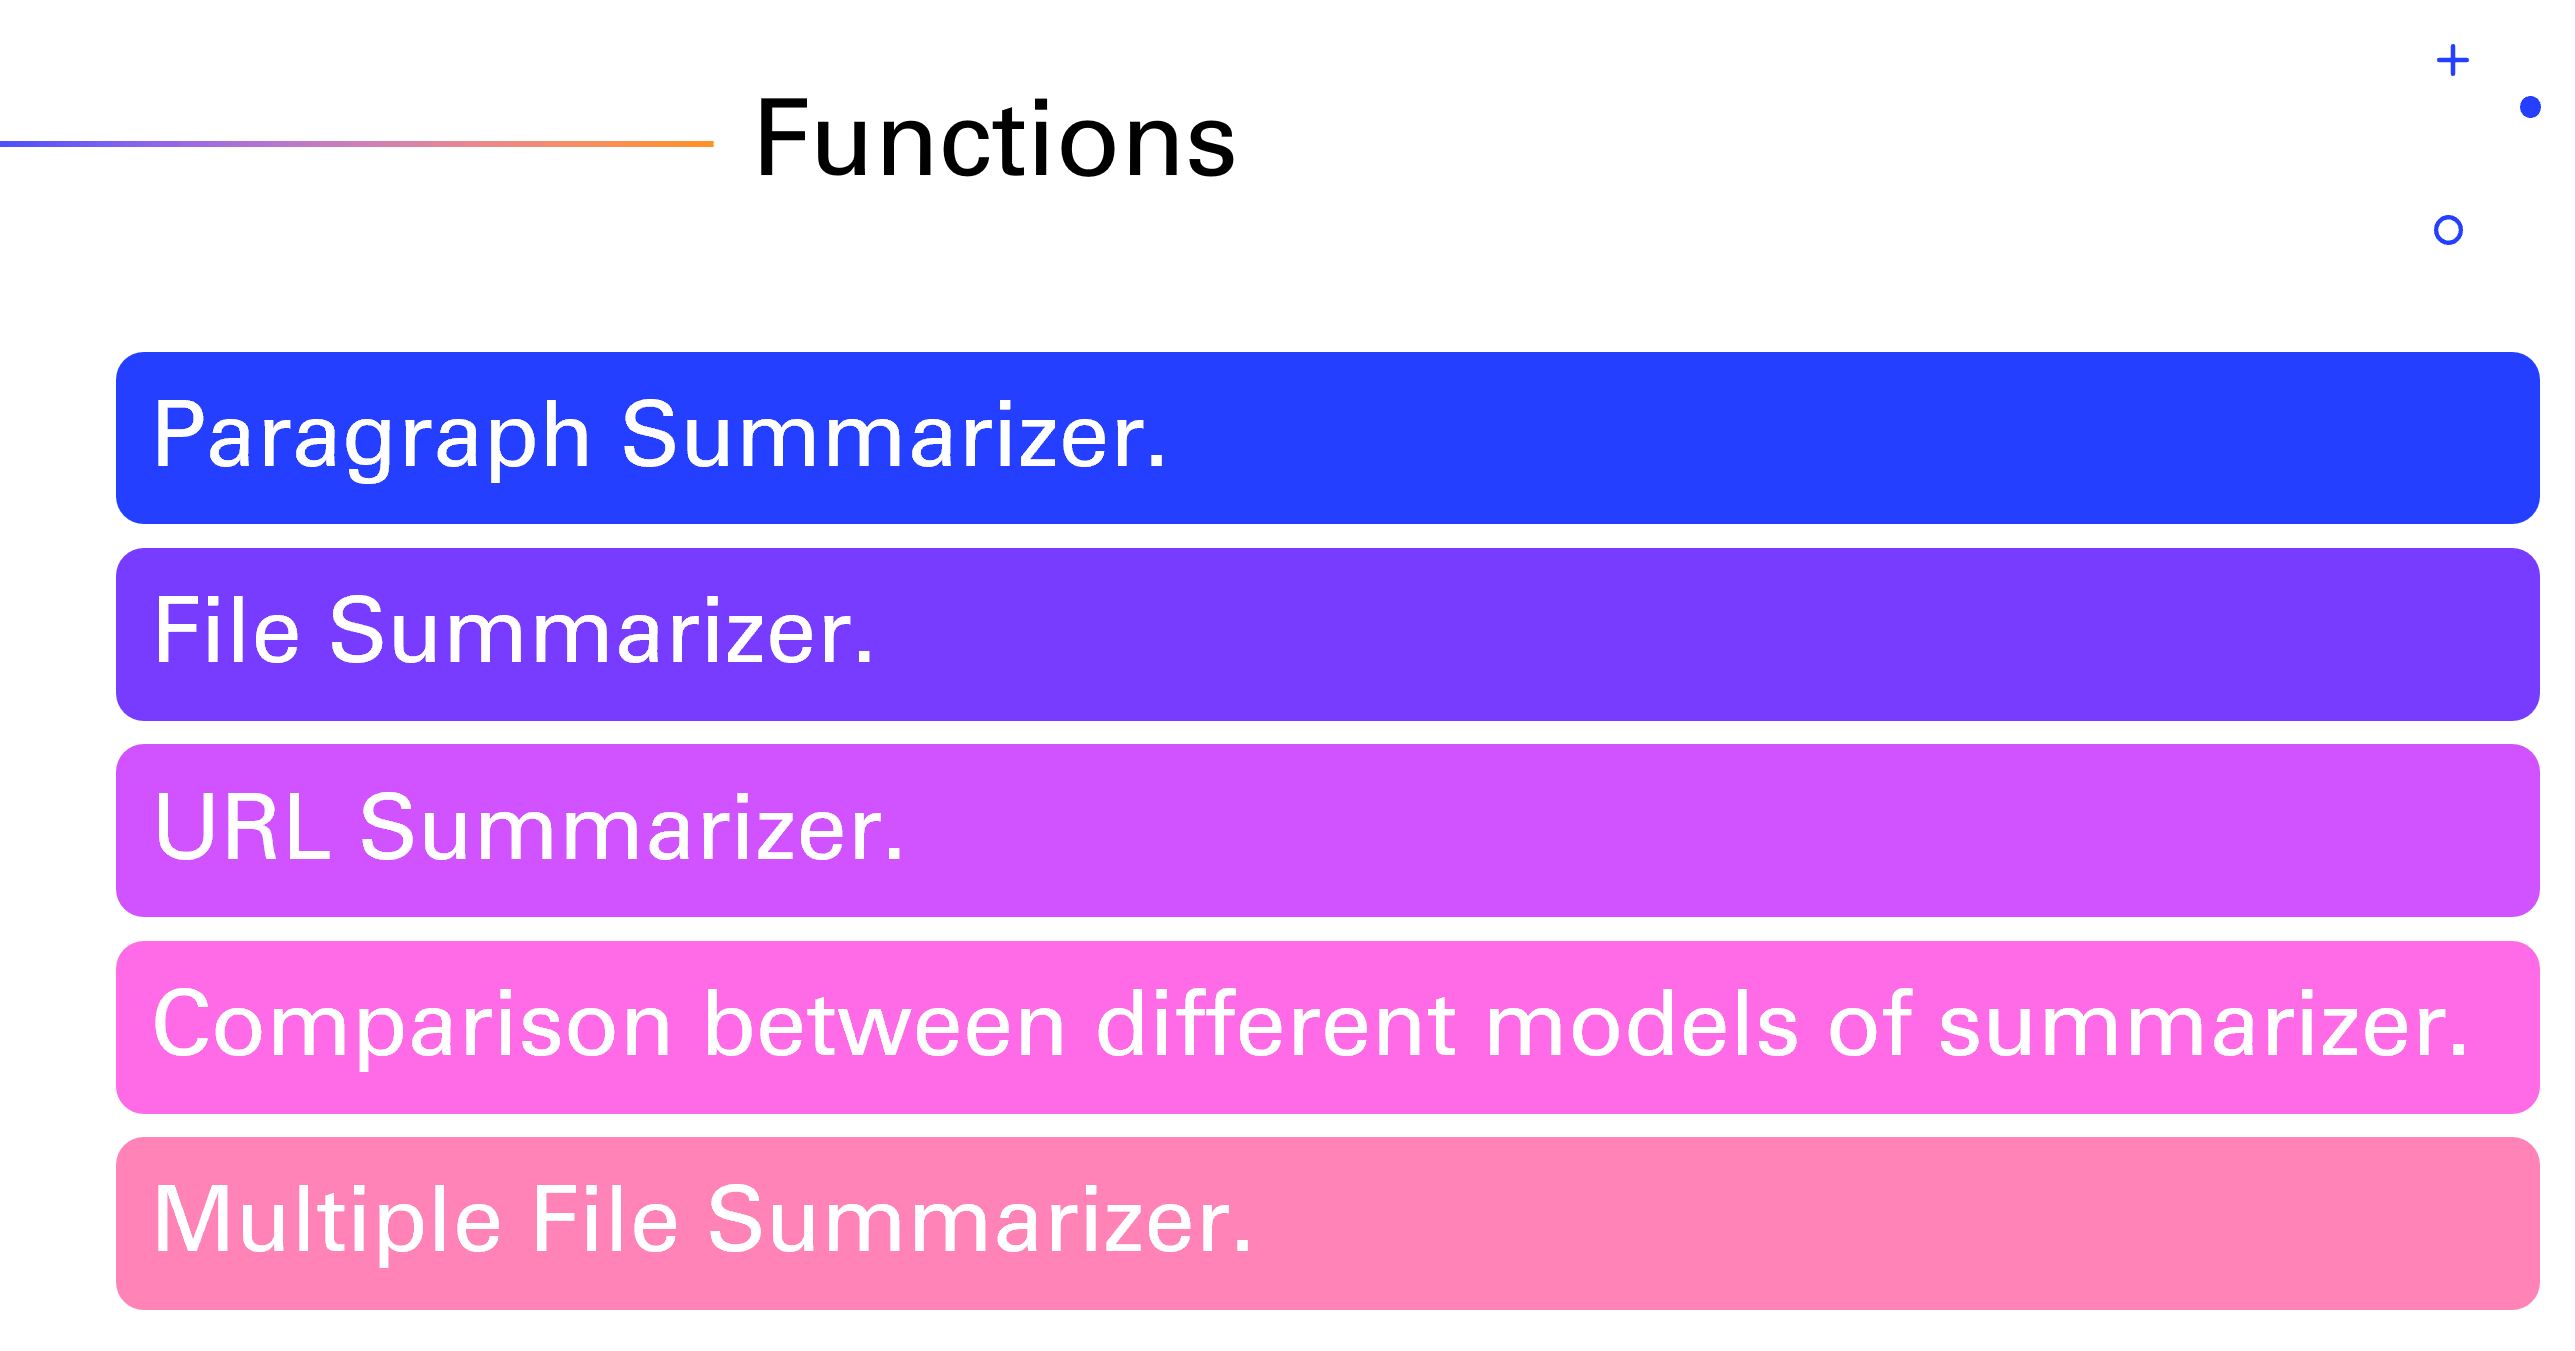 Functions
Paragraph Summarizer.
File Summarizer.
URL Summarizer.
Comparison between different models of summarizer.
Multiple File Summarizer.